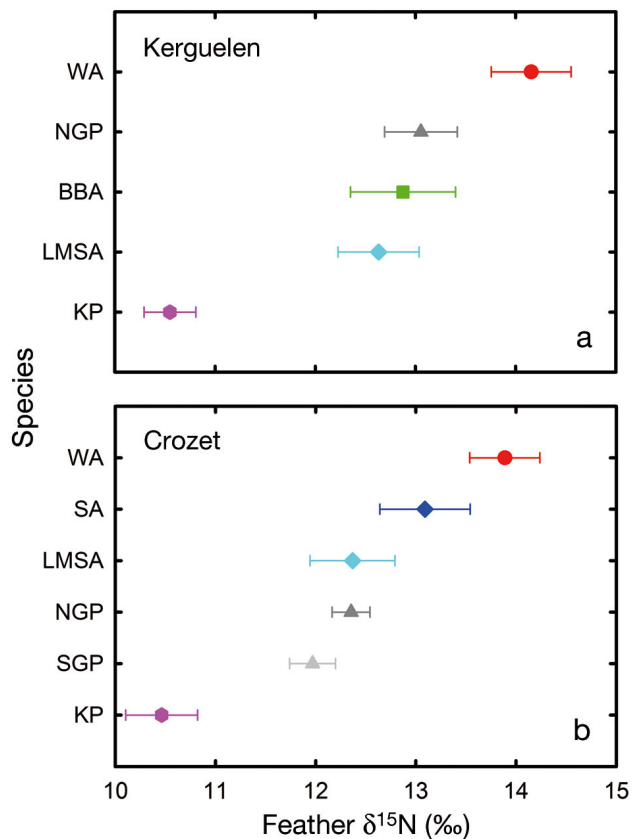 Kerguelen
WA
NGP
BBA
LMSA
KP
a
Species
Crozet
WA
SA
LMSA
NGP
SGP
KP
b
10 11 12 13 14 15
Feather δ¹⁵N (‰)